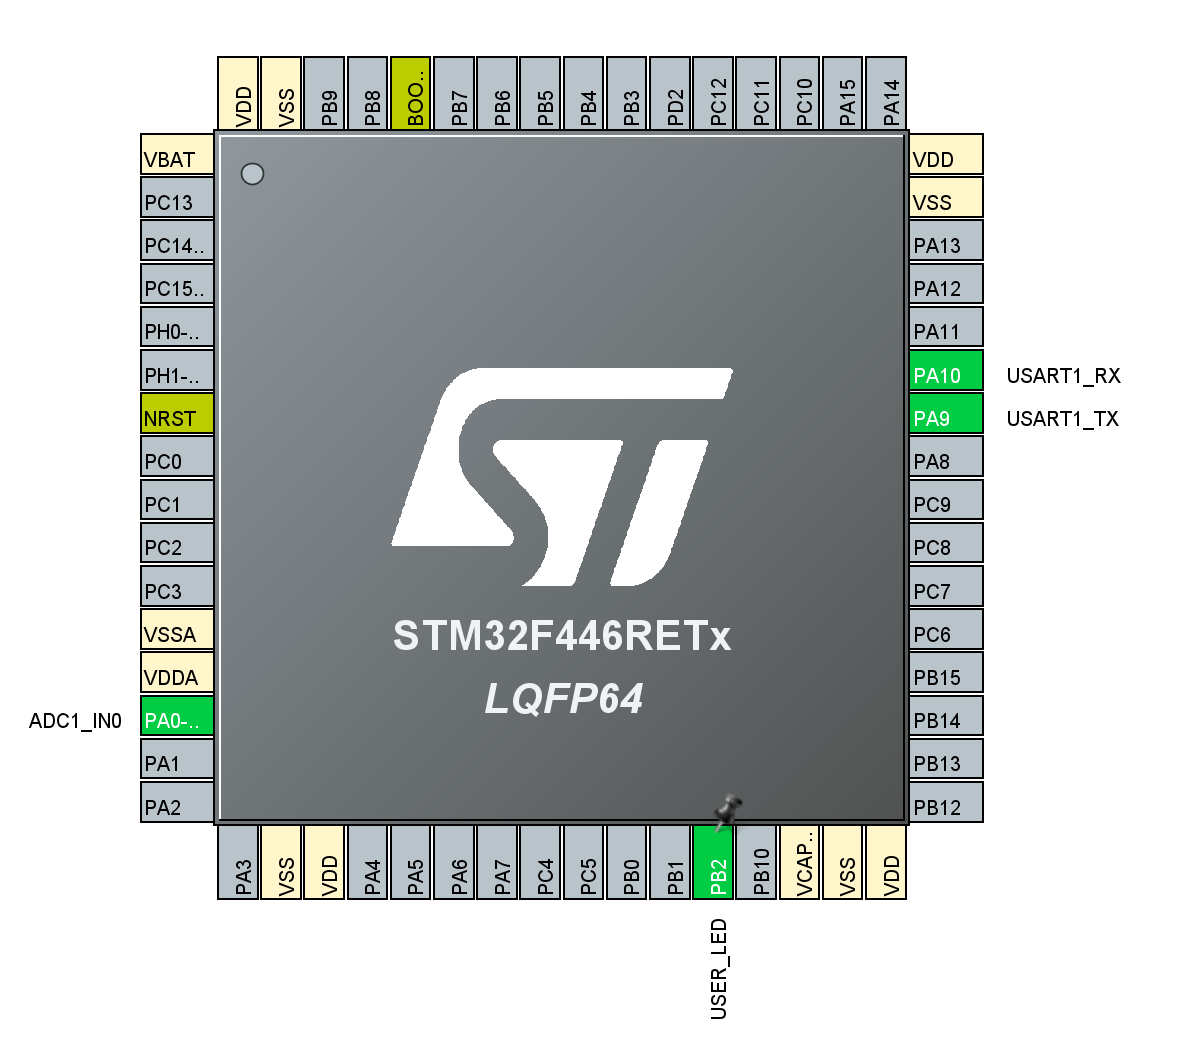 VDD
VSS
PB9
PB8
BOO..
PB7
PB6
PB5
PB4
PB3
PD2
PC12
PC11
PC10
PA15
PA14
VBAT
PC13
PC14..
PC15..
PH0-..
PH1-..
NRST
PC0
PC1
PC2
PC3
VSSA
VDDA
ADC1_IN0 PA0-..
PA1
PA2
VDD
VSS
PA13
PA12
PA11
PA10 USART1_RX
PA9 USART1_TX
PA8
PC9
PC8
PC7
PC6
PB15
PB14
PB13
PB12
ST
STM32F446RETx
LQFP64
PA3
VSS
VDD
PA4
PA5
PA6
PA7
PC4
PC5
PB0
PB1
PB2
PB10
VCAP..
VSS
VDD
USER_LED